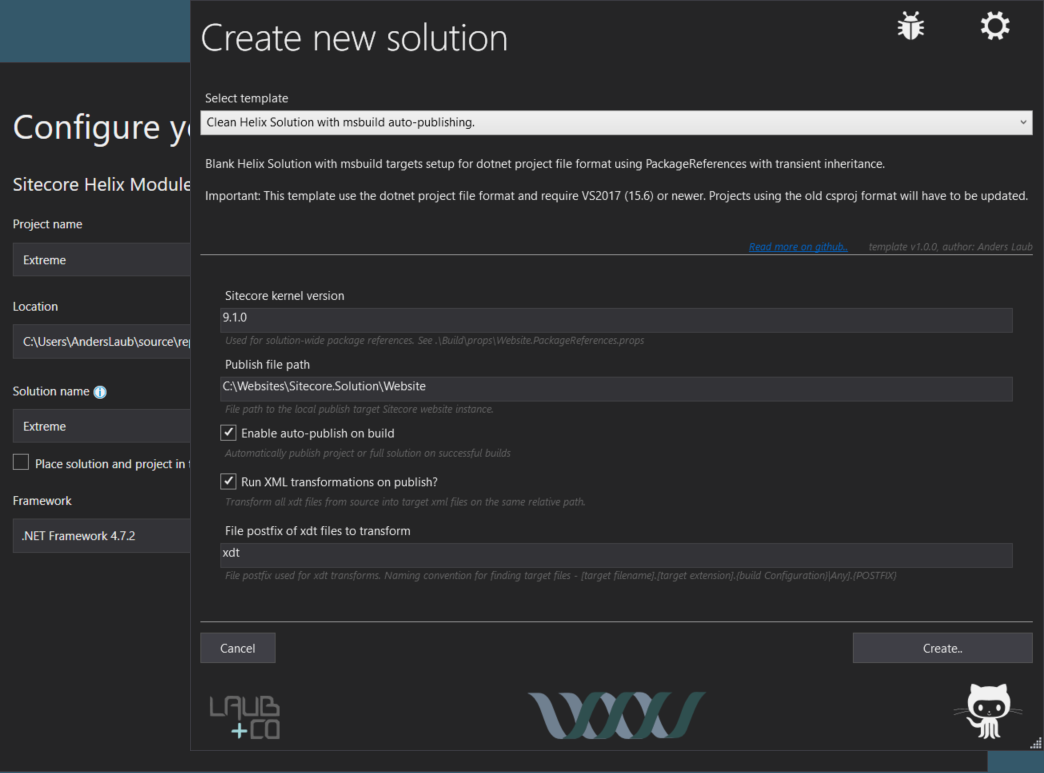 Create new solution
Select template
Clean Helix Solution with msbuild auto-publishing.
Blank Helix Solution with msbuild targets setup for dotnet project file format using PackageReferences with transient inheritance.
Important: This template use the dotnet project file format and require VS2017 (15.6) or newer. Projects using the old csproj format will have to be updated.
Read more on github..
template v1.0.0, author: Anders Laub
Sitecore kernel version
9.1.0
Used for solution-wide package references. See .\Build\props\Website.PackageReferences.props
Publish file path
C:\Websites\Sitecore.Solution\Website
File path to the local publish target Sitecore website instance.
Enable auto-publish on build
Automatically publish project or full solution on successful builds
Run XML transformations on publish?
Transform all xdt files from source into target xml files on the same relative path.
File postfix of xdt files to transform
xdt
File postfix used for xdt transforms. Naming convention for finding target files - [target filename].[target extension].(build Configuration)|Any].(POSTFIX)
Cancel
Create..
LAUB
+CO
Configure y
Sitecore Helix Module
Project name
Extreme
Location
C:\Users\AndersLaub\source\rep
Solution name
Extreme
Place solution and project in
Framework
.NET Framework 4.7.2